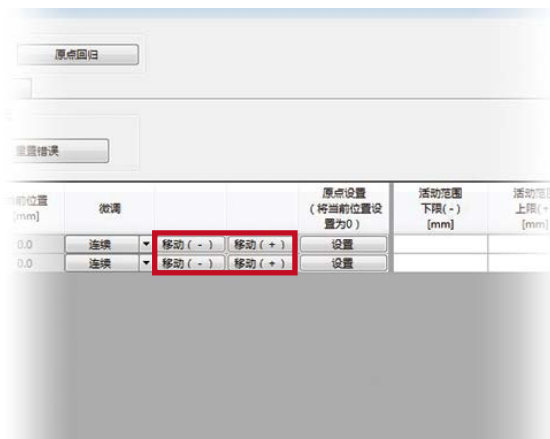 原点回归
重置错误
当前位置
[mm]
微调
原点设置
(将当前位置设
置为0)
活动范围
下限(-)
[mm]
活动范围
上限(+
[mm]
0.0 连续 移动(-) 移动(+) 设置
0.0 连续 移动(-) 移动(+) 设置